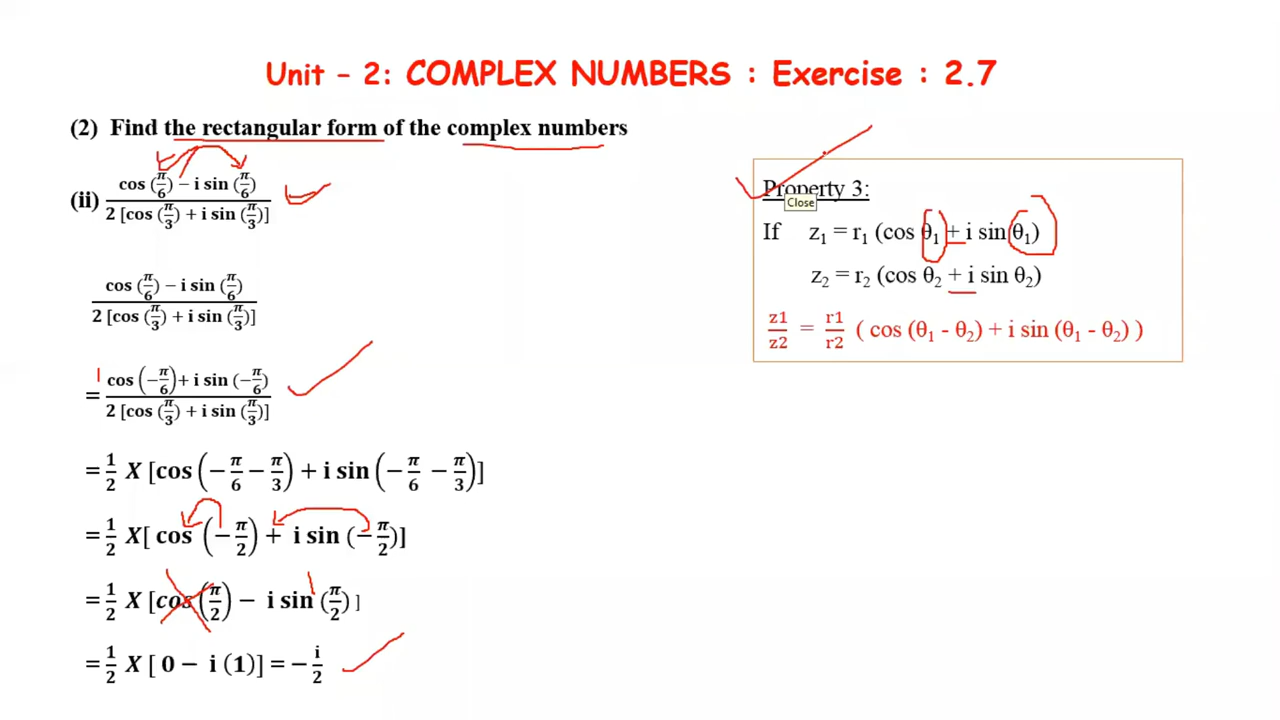 Unit – 2: COMPLEX NUMBERS : Exercise : 2.7
(2) Find the rectangular form of the complex numbers
(ii) \frac{cos (π/6) − i sin (π/6)}{2 [cos (π/3) + i sin (π/3)]}
\frac{cos (π/6) − i sin (π/6)}{2 [cos (π/3) + i sin (π/3)]}
= \frac{1 cos (−π/6) + i sin (−π/6)}{2 [cos (π/3) + i sin (π/3)]}
= 1/2 X [cos (−π/6 − π/3) + i sin (−π/6 − π/3)]
= 1/2 X[ cos (−π/2) + i sin (−π/2)]
= 1/2 X [cos (π/2) − i sin (π/2) ] 1
= 1/2 X [ 0 − i (1)] = − i/2
Property 3:
Close
If z₁ = r₁ (cos θ₁ + i sin θ₁)
z₂ = r₂ (cos θ₂ + i sin θ₂)
z1/z2 = r1/r2 ( cos (θ₁ - θ₂) + i sin (θ₁ - θ₂) )